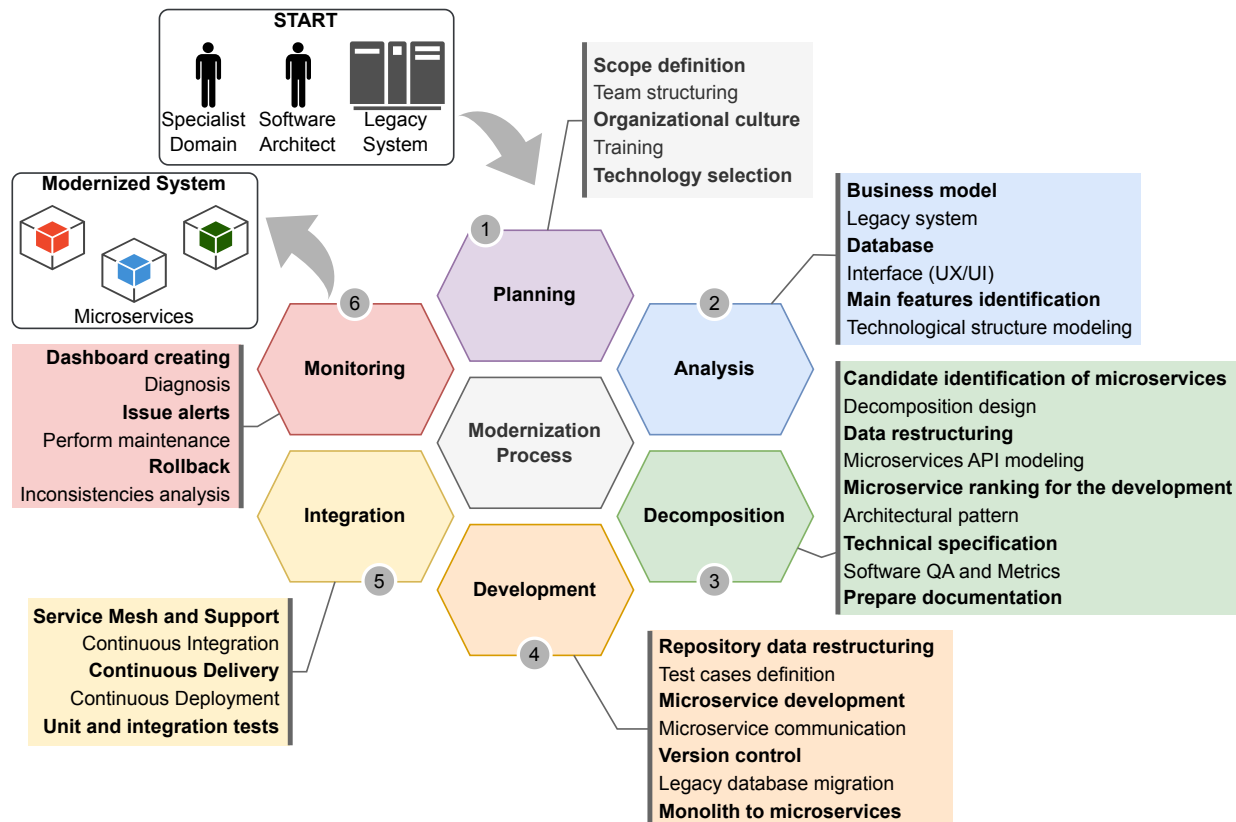 START
Specialist
Domain
Software
Architect
Legacy
System
Modernized System
Microservices
1
Planning
Scope definition
Team structuring
Organizational culture
Training
Technology selection
2
Analysis
Business model
Legacy system
Database
Interface (UX/UI)
Main features identification
Technological structure modeling
Modernization
Process
3
Decomposition
Candidate identification of microservices
Decomposition design
Data restructuring
Microservices API modeling
Microservice ranking for the development
Architectural pattern
Technical specification
Software QA and Metrics
Prepare documentation
4
Development
Repository data restructuring
Test cases definition
Microservice development
Microservice communication
Version control
Legacy database migration
Monolith to microservices
5
Integration
Service Mesh and Support
Continuous Integration
Continuous Delivery
Continuous Deployment
Unit and integration tests
6
Monitoring
Dashboard creating
Diagnosis
Issue alerts
Perform maintenance
Rollback
Inconsistencies analysis